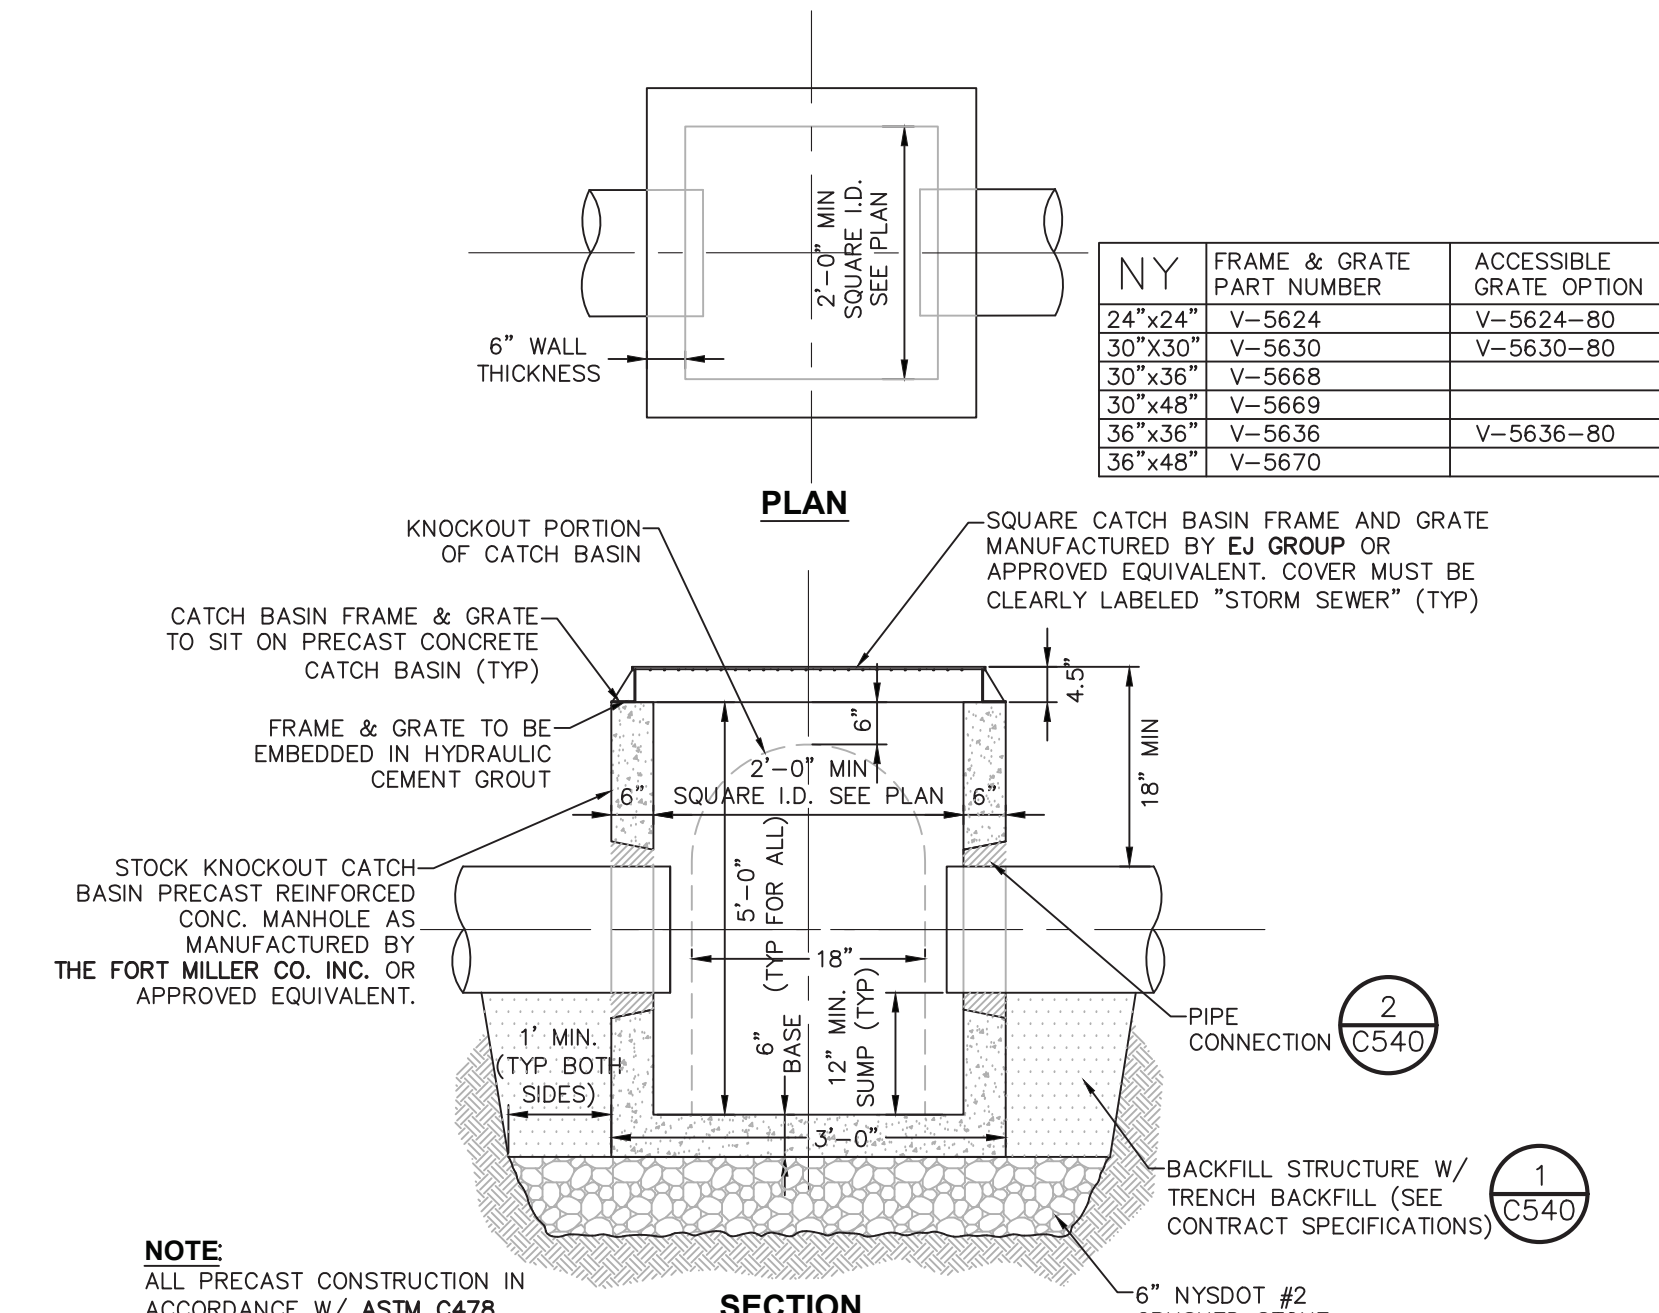 2'-0" MIN
SQUARE I.D.
SEE PLAN
6" WALL
THICKNESS
NY FRAME & GRATE PART NUMBER ACCESSIBLE GRATE OPTION
24"x24" V-5624 V-5624-80
30"X30" V-5630 V-5630-80
30"x36" V-5668
30"x48" V-5669
36"x36" V-5636 V-5636-80
36"x48" V-5670
PLAN
KNOCKOUT PORTION
OF CATCH BASIN
SQUARE CATCH BASIN FRAME AND GRATE
MANUFACTURED BY EJ GROUP OR
APPROVED EQUIVALENT. COVER MUST BE
CLEARLY LABELED "STORM SEWER" (TYP)
CATCH BASIN FRAME & GRATE
TO SIT ON PRECAST CONCRETE
CATCH BASIN (TYP)
FRAME & GRATE TO BE
EMBEDDED IN HYDRAULIC
CEMENT GROUT
STOCK KNOCKOUT CATCH
BASIN PRECAST REINFORCED
CONC. MANHOLE AS
MANUFACTURED BY
THE FORT MILLER CO. INC. OR
APPROVED EQUIVALENT.
4.5"
18" MIN
6"
2'-0" MIN
SQUARE I.D. SEE PLAN
6"
6"
5'-0"
(TYP FOR ALL)
18"
6"
BASE
12" MIN.
SUMP (TYP)
1' MIN.
(TYP BOTH
SIDES)
3'-0"
PIPE
CONNECTION
2
C540
BACKFILL STRUCTURE W/
TRENCH BACKFILL (SEE
CONTRACT SPECIFICATIONS)
1
C540
6" NYSDOT #2
CRUSHED STONE
NOTE:
ALL PRECAST CONSTRUCTION IN
ACCORDANCE W/ ASTM C478
SECTION